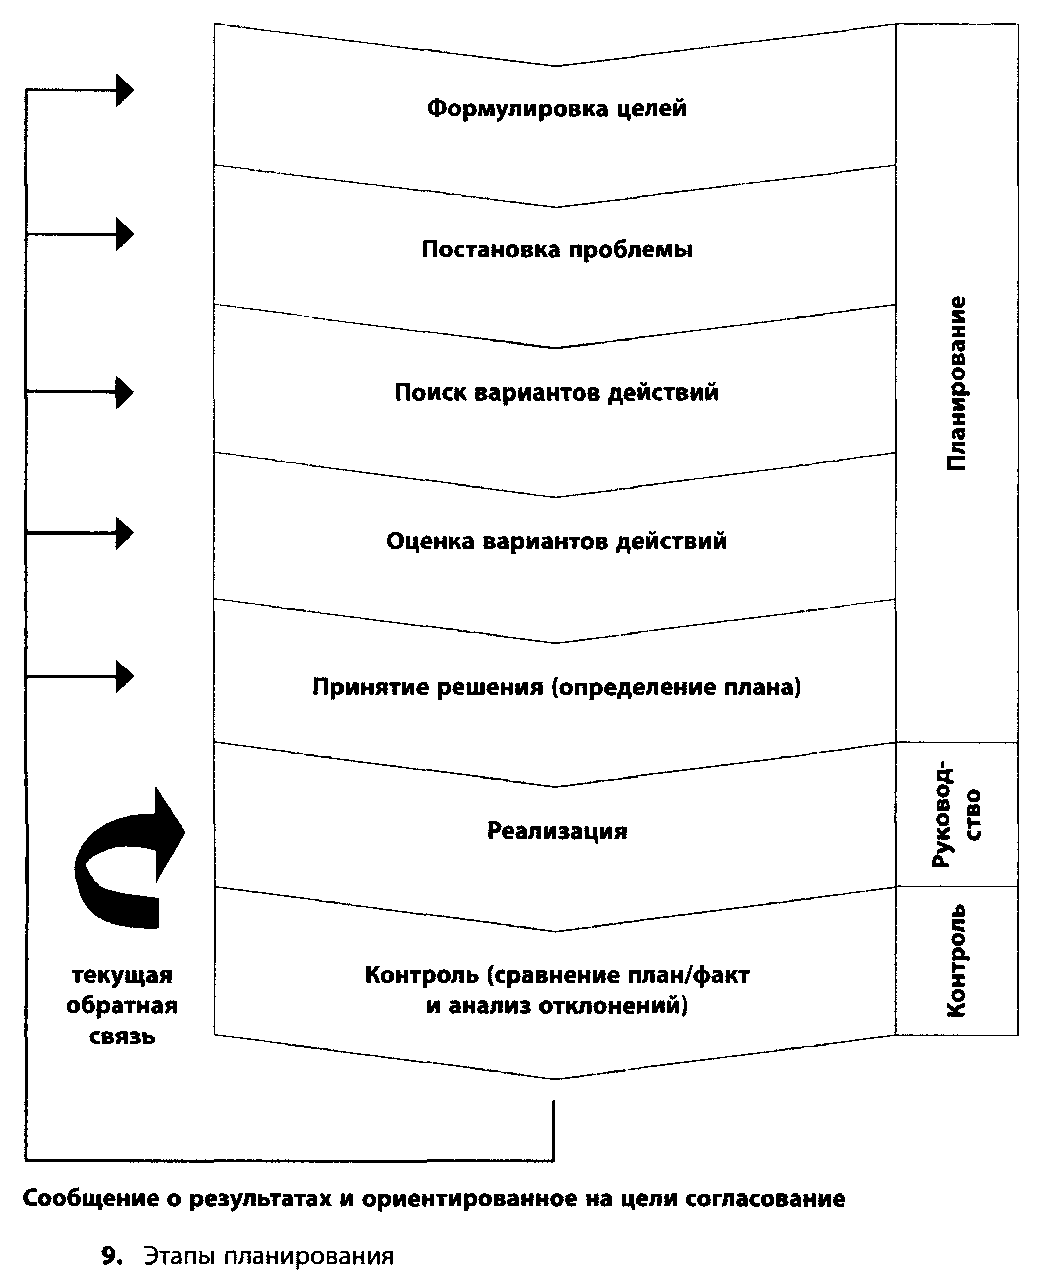 Формулировка целей
Постановка проблемы
Поиск вариантов действий
Оценка вариантов действий
Принятие решения (определение плана)
Планирование
Реализация
Руковод-
ство
Контроль (сравнение план/факт
и анализ отклонений)
Контроль
текущая
обратная
связь
Сообщение о результатах и ориентированное на цели согласование
9. Этапы планирования